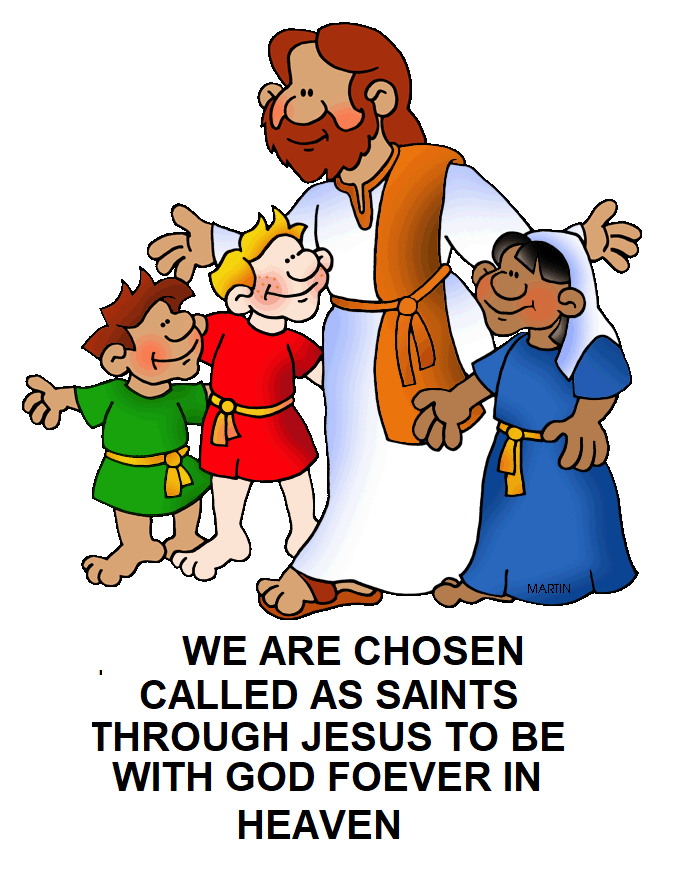 MARTIN
WE ARE CHOSEN
CALLED AS SAINTS
THROUGH JESUS TO BE
WITH GOD FOEVER IN
HEAVEN